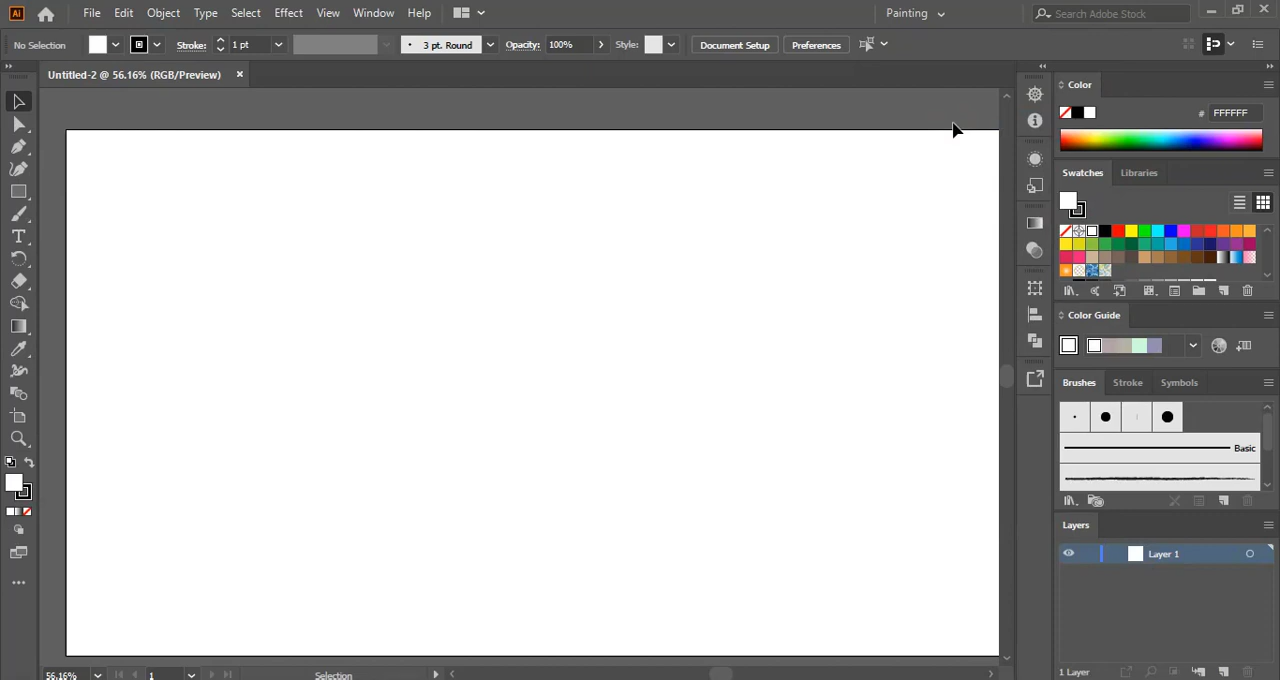 Ai File Edit Object Type Select Effect View Window Help Painting Search Adobe Stock
No Selection Stroke: 1 pt 3 pt. Round Opacity: 100% Style: Document Setup Preferences
Untitled-2 @ 56.16% (RGB/Preview) ×
Color
# FFFFFF
Swatches Libraries
Color Guide
Brushes Stroke Symbols
Basic
Layers
Layer 1
1 Layer
56.16% 1 Selection